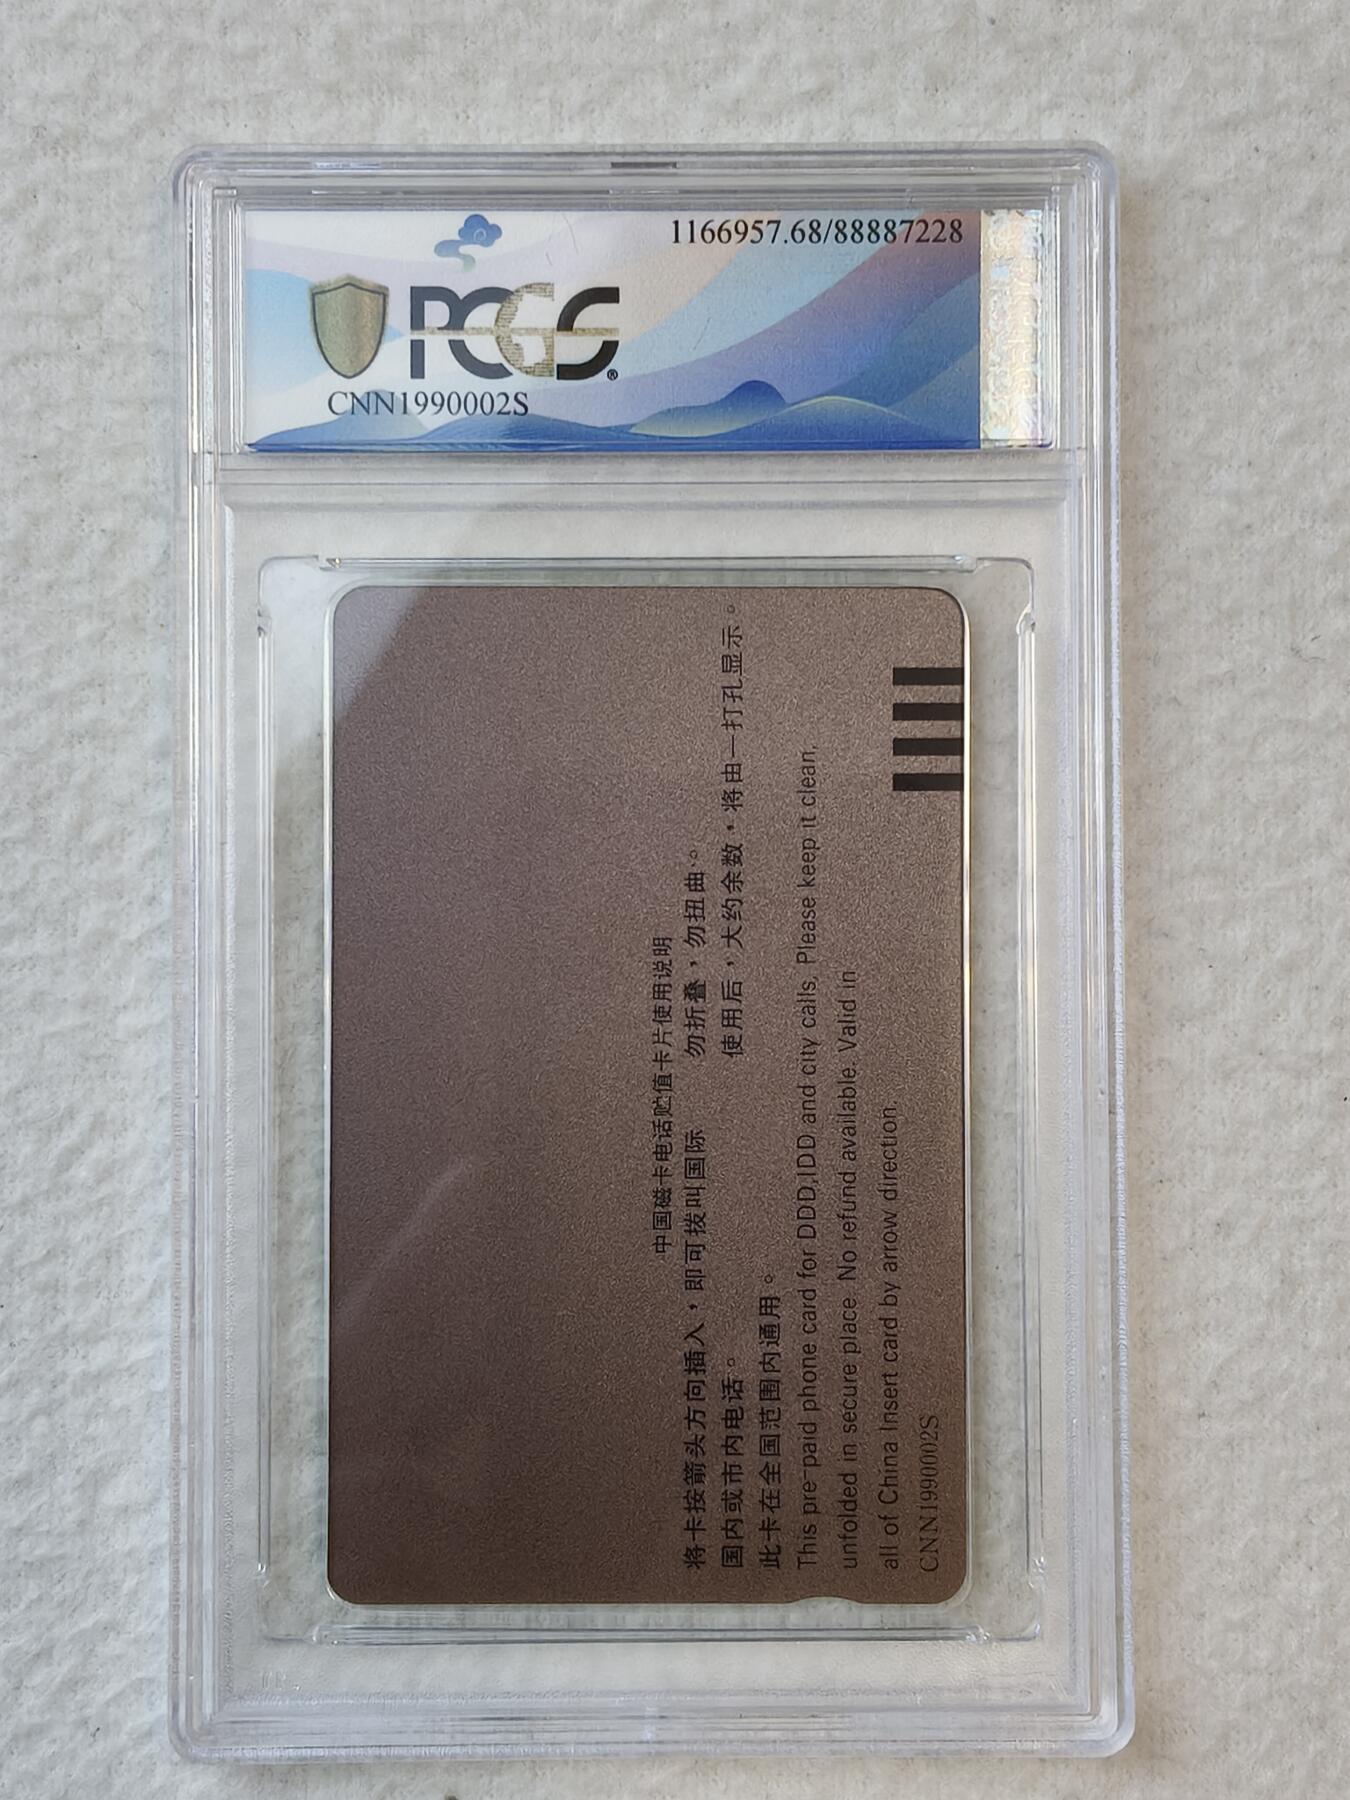 1166957.68/88887228
PCGS®
CNN1990002S
中国磁卡电话贮值卡片使用说明
将卡按箭头方向插入，即可拨叫国际 勿折叠，勿扭曲。
国内或市内电话。 使用后，大约余数，将由一打孔显示。
此卡在全国范围内通用。
This pre-paid phone card for DDD,IDD and city calls, Please keep it clean,
unfolded in secure place. No refund available. Valid in
all of China Insert card by arrow direction.
CNN1990002S